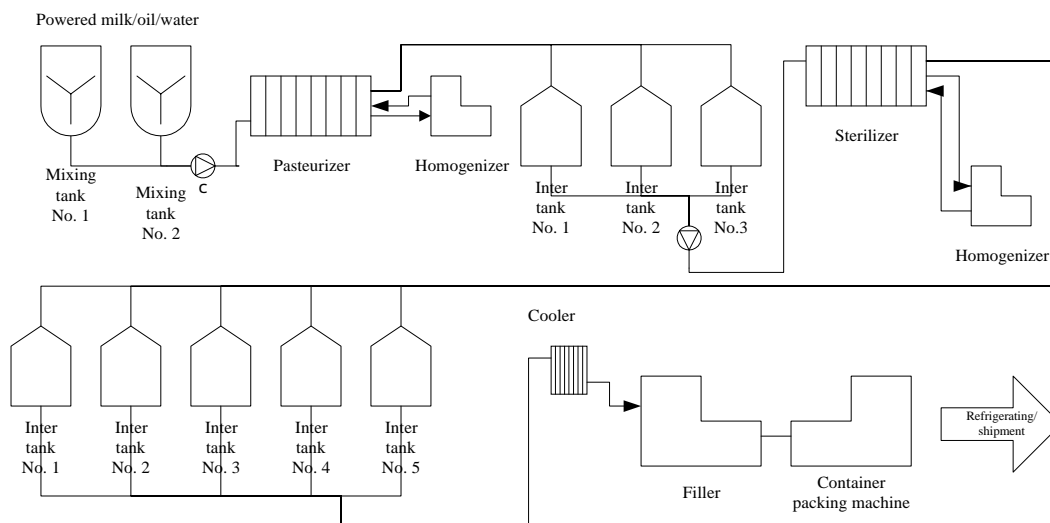 Powered milk/oil/water
Mixing
tank
No. 1
Mixing
tank
No. 2
C
Pasteurizer
Homogenizer
Inter
tank
No. 1
Inter
tank
No. 2
Inter
tank
No.3
Sterilizer
Homogenizer
Inter
tank
No. 1
Inter
tank
No. 2
Inter
tank
No. 3
Inter
tank
No. 4
Inter
tank
No. 5
Cooler
Filler
Container
packing machine
Refrigerating/
shipment